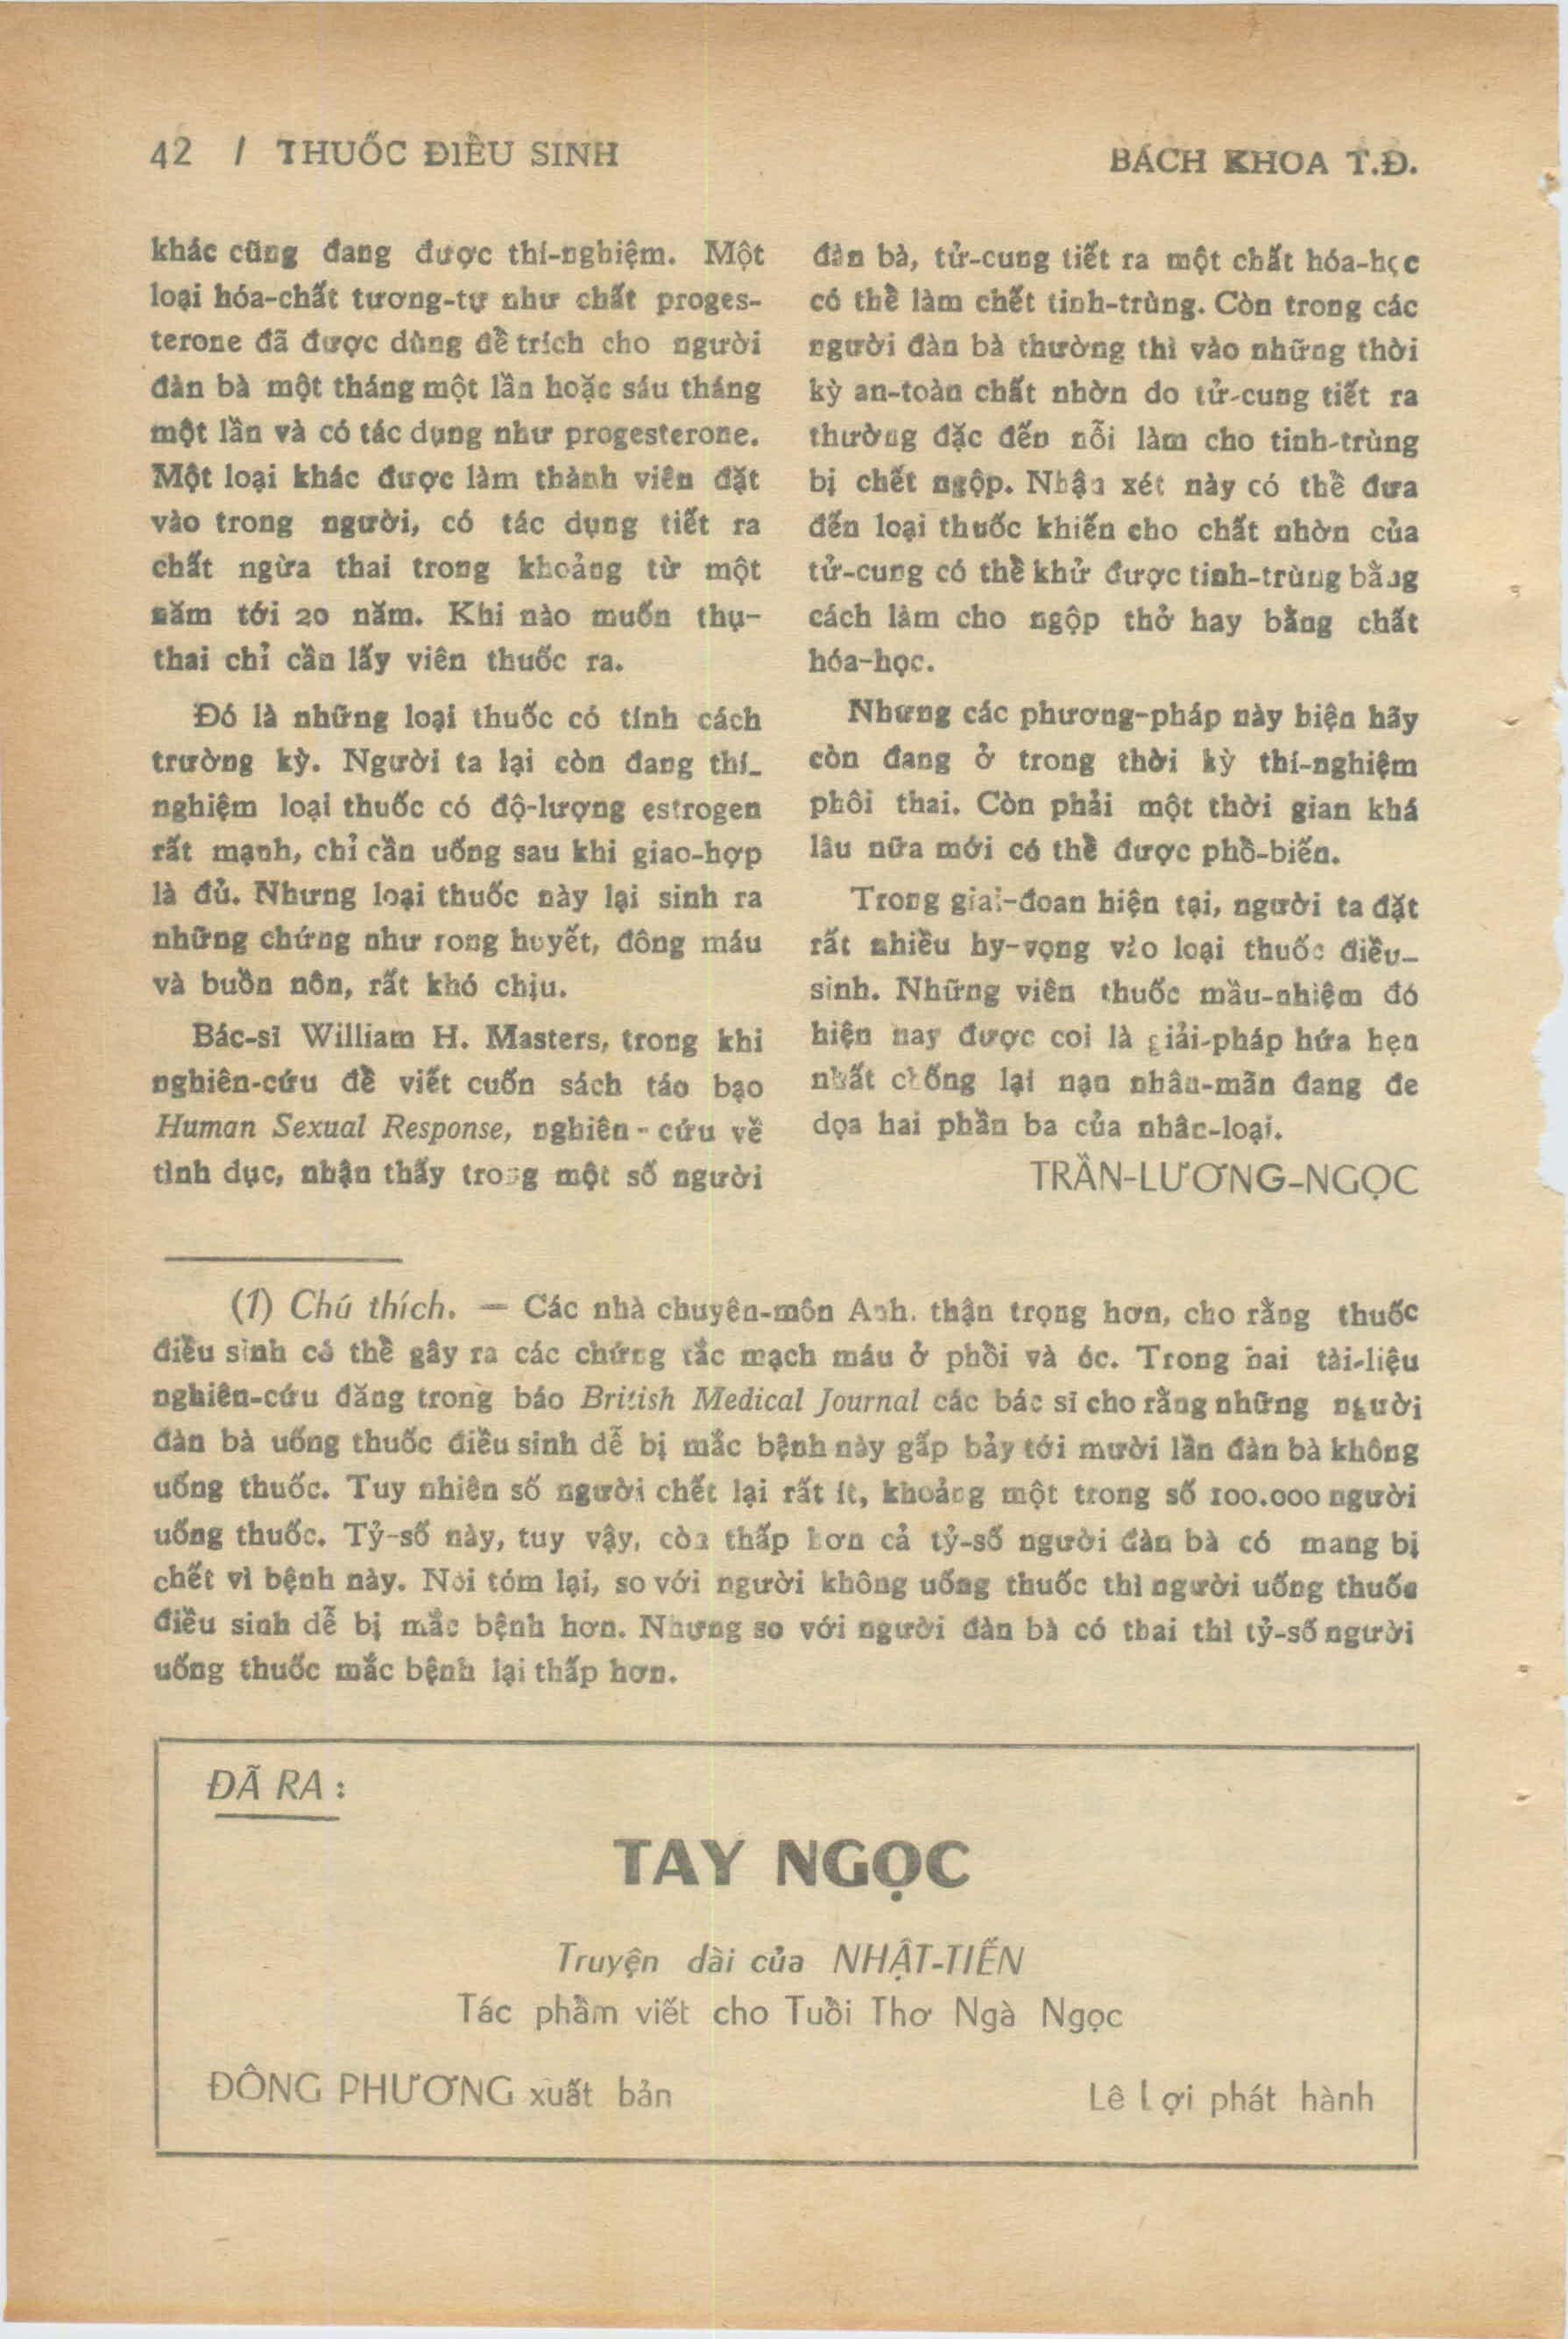 42 / THUỐC ĐIỀU SINH
BÁCH KHOA T.Đ.
khác cũng đang được thí-nghiệm. Một
loại hóa-chất tương-tự như chất proges-
terone đã được dùng để trích cho người
đàn bà một tháng một lần hoặc sáu tháng
một lần và có tác dụng như progesterone.
Một loại khác được làm thành viên đặt
vào trong người, có tác dụng tiết ra
chất ngừa thai trong khoảng từ một
năm tới 20 năm. Khi nào muốn thụ-
thai chỉ cần lấy viên thuốc ra.
Đó là những loại thuốc có tính cách
trường kỳ. Người ta lại còn đang thí-
nghiệm loại thuốc có độ-lượng estrogen
rất mạnh, chỉ cần uống sau khi giao-hợp
là đủ. Nhưng loại thuốc này lại sinh ra
những chứng như rong huyết, đông máu
và buồn nôn, rất khó chịu.
Bác-sĩ William H. Masters, trong khi
nghiên-cứu để viết cuốn sách táo bạo
Human Sexual Response, nghiên-cứu về
tình dục, nhận thấy trong một số người
đàn bà, tử-cung tiết ra một chất hóa-học
có thể làm chết tinh-trùng. Còn trong các
người đàn bà thường thì vào những thời
kỳ an-toàn chất nhờn do tử-cung tiết ra
thường đặc đến nỗi làm cho tinh-trùng
bị chết ngộp. Nhận xét này có thể đưa
đến loại thuốc khiến cho chất nhờn của
tử-cung có thể khử được tinh-trùng bằng
cách làm cho ngộp thở hay bằng chất
hóa-học.
Nhưng các phương-pháp này hiện hãy
còn đang ở trong thời kỳ thí-nghiệm
phôi thai. Còn phải một thời gian khá
lâu nữa mới có thể được phổ-biến.
Trong giai-đoan hiện tại, người ta đặt
rất nhiều hy-vọng vào loại thuốc điều-
sinh. Những viên thuốc mầu-nhiệm đó
hiện nay được coi là giải-pháp hứa hẹn
nhất chống lại nạn nhân-mãn đang đe
dọa hai phần ba của nhân-loại.
TRẦN-LƯƠNG-NGỌC
(1) Chú thích. — Các nhà chuyên-môn Anh. thận trọng hơn, cho rằng thuốc
điều sinh có thể gây ra các chứng tắc mạch máu ở phổi và óc. Trong hai tài-liệu
nghiên-cứu đăng trong báo British Medical Journal các bác sĩ cho rằng những người
đàn bà uống thuốc điều sinh dễ bị mắc bệnh này gấp bảy tới mười lần đàn bà không
uống thuốc. Tuy nhiên số người chết lại rất ít, khoảng một trong số 100.000 người
uống thuốc. Tỷ-số này, tuy vậy, còn thấp hơn cả tỷ-số người đàn bà có mang bị
chết vì bệnh này. Nói tóm lại, so với người không uống thuốc thì người uống thuốc
điều sinh dễ bị mắc bệnh hơn. Nhưng so với người đàn bà có thai thì tỷ-số người
uống thuốc mắc bệnh lại thấp hơn.
ĐÃ RA :
TAY NGỌC
Truyện dài của NHẬT-TIẾN
Tác phẩm viết cho Tuổi Thơ Ngà Ngọc
ĐÔNG PHƯƠNG xuất bản
Lê Lợi phát hành